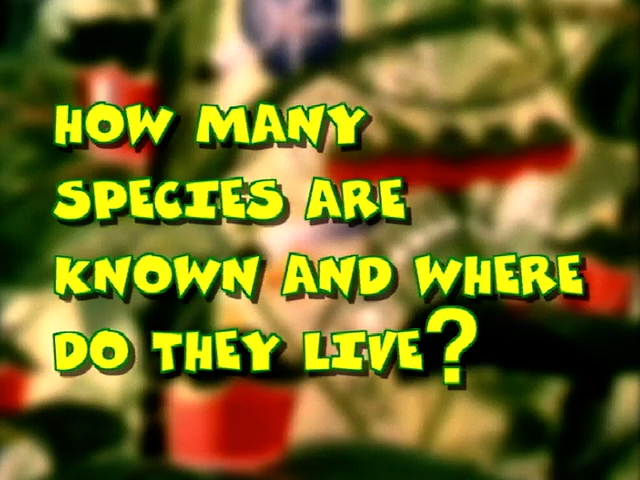 HOW MANY
SPECIES ARE
KNOWN AND WHERE
DO THEY LIVE?